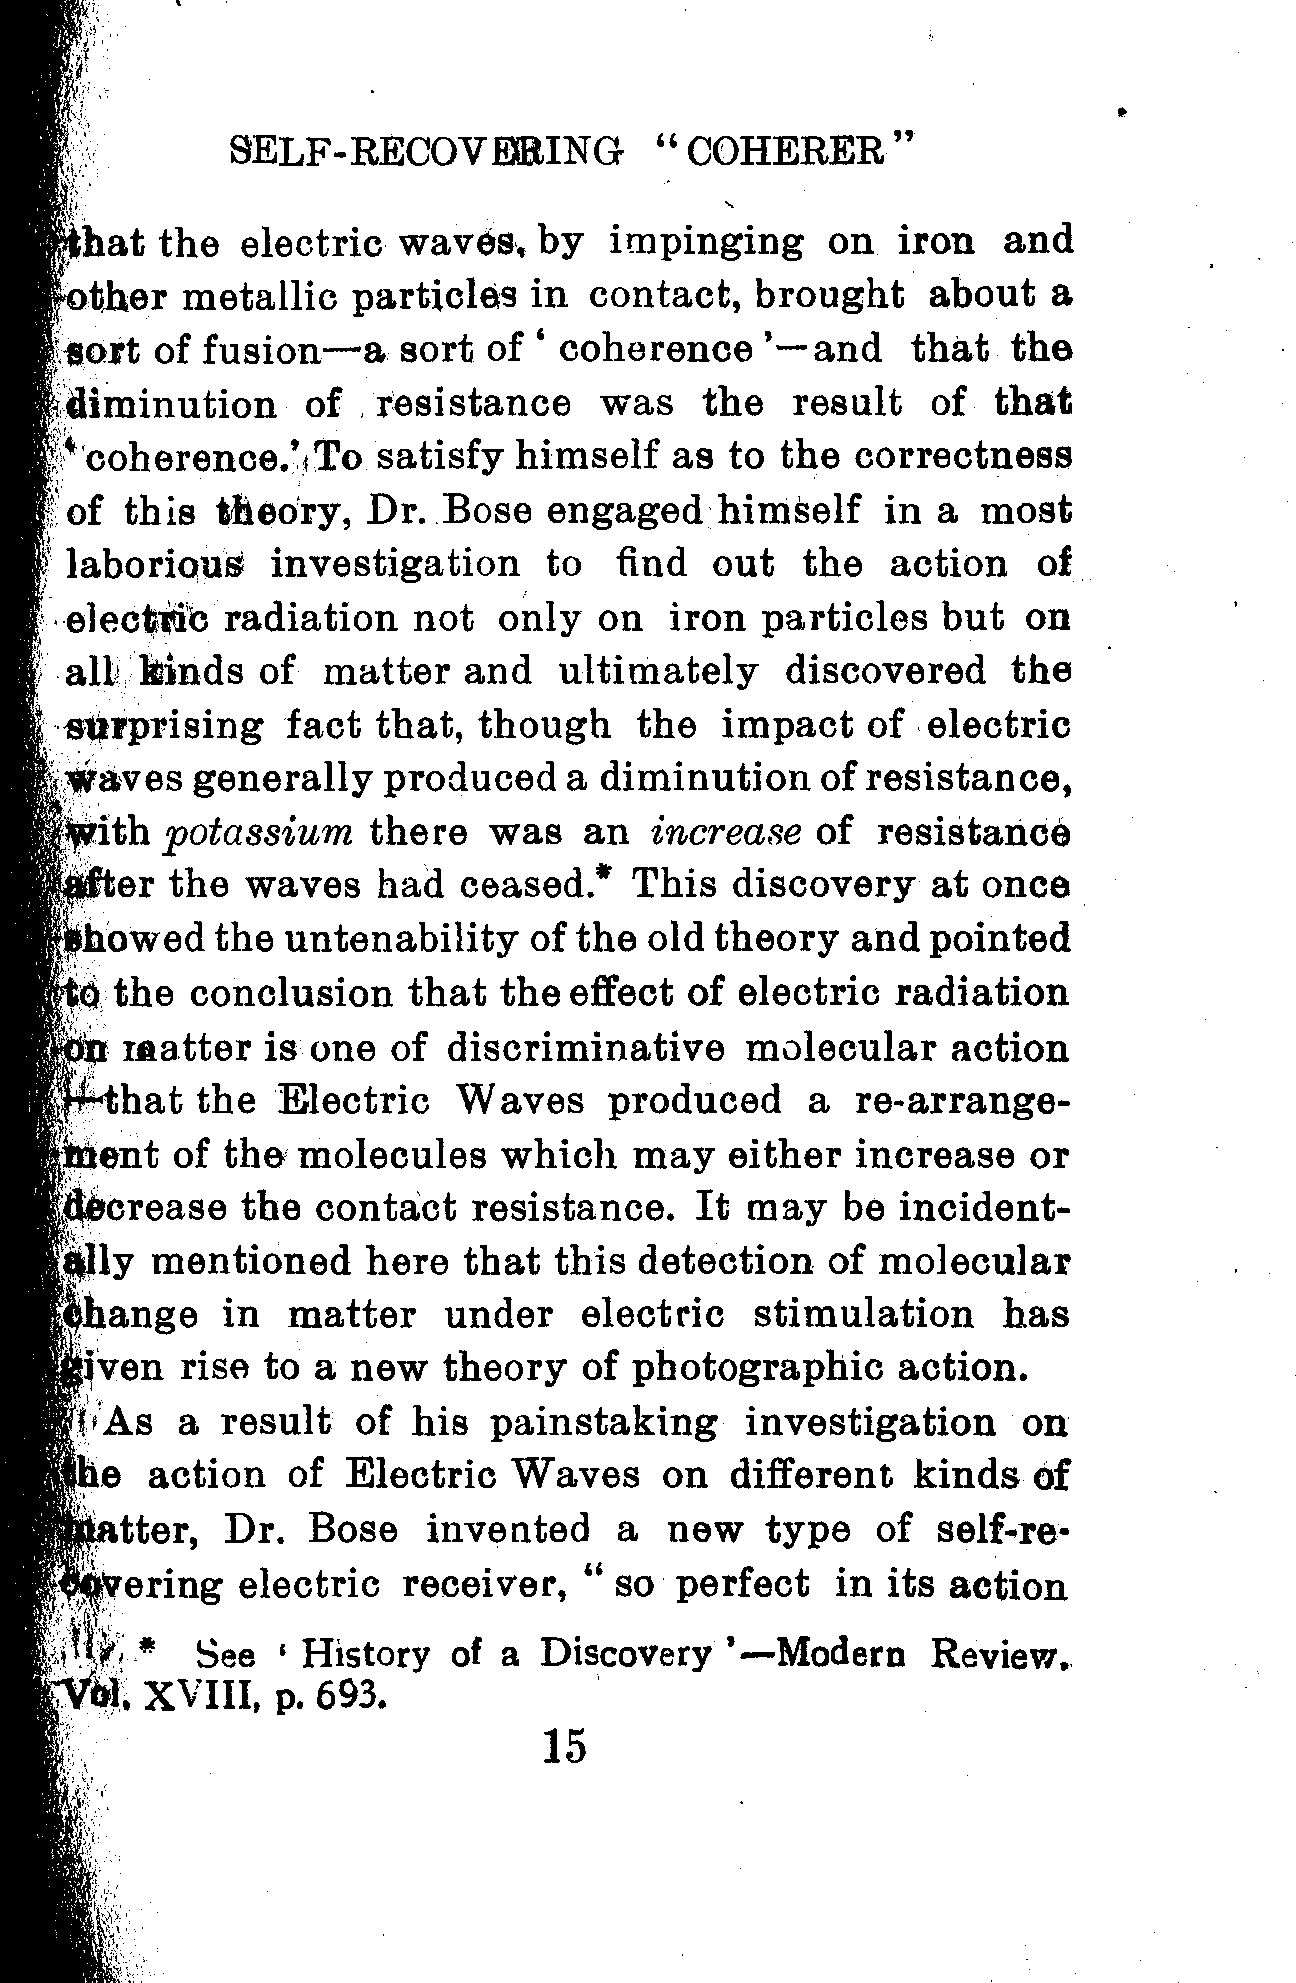 SELF-RECOVERING "COHERER"
that the electric waves, by impinging on iron and
other metallic particles in contact, brought about a
sort of fusion—a sort of ‘ coherence ’—and that the
diminution of resistance was the result of that
‘ coherence.’ To satisfy himself as to the correctness
of this theory, Dr. Bose engaged himself in a most
laborious investigation to find out the action of
electric radiation not only on iron particles but on
all kinds of matter and ultimately discovered the
surprising fact that, though the impact of electric
waves generally produced a diminution of resistance,
with potassium there was an increase of resistance
after the waves had ceased.* This discovery at once
showed the untenability of the old theory and pointed
to the conclusion that the effect of electric radiation
on matter is one of discriminative molecular action
—that the Electric Waves produced a re-arrange-
ment of the molecules which may either increase or
decrease the contact resistance. It may be incident-
ally mentioned here that this detection of molecular
change in matter under electric stimulation has
given rise to a new theory of photographic action.
As a result of his painstaking investigation on
the action of Electric Waves on different kinds of
matter, Dr. Bose invented a new type of self-re-
covering electric receiver, “ so perfect in its action
* See ‘ History of a Discovery ’—Modern Review.
Vol. XVIII, p. 693.
15